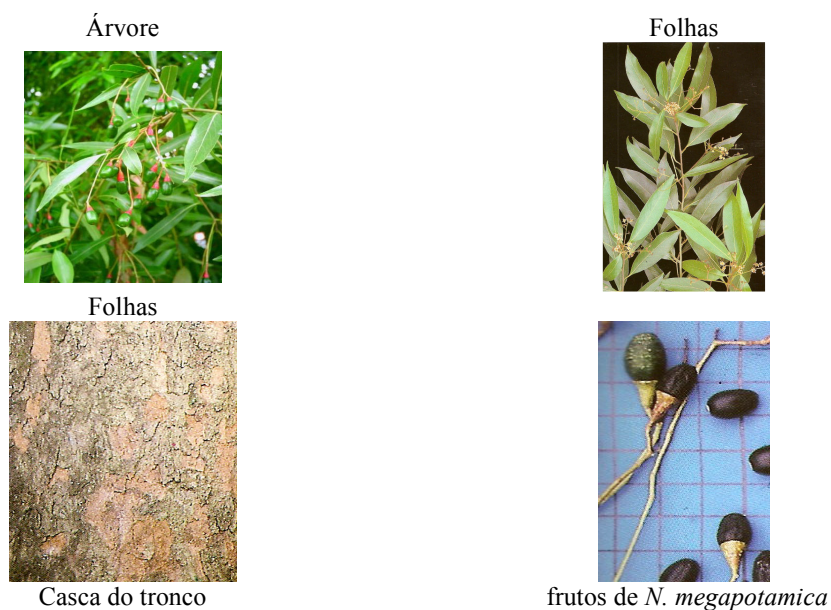 Árvore
Folhas
Folhas
Casca do tronco
frutos de N. megapotamica